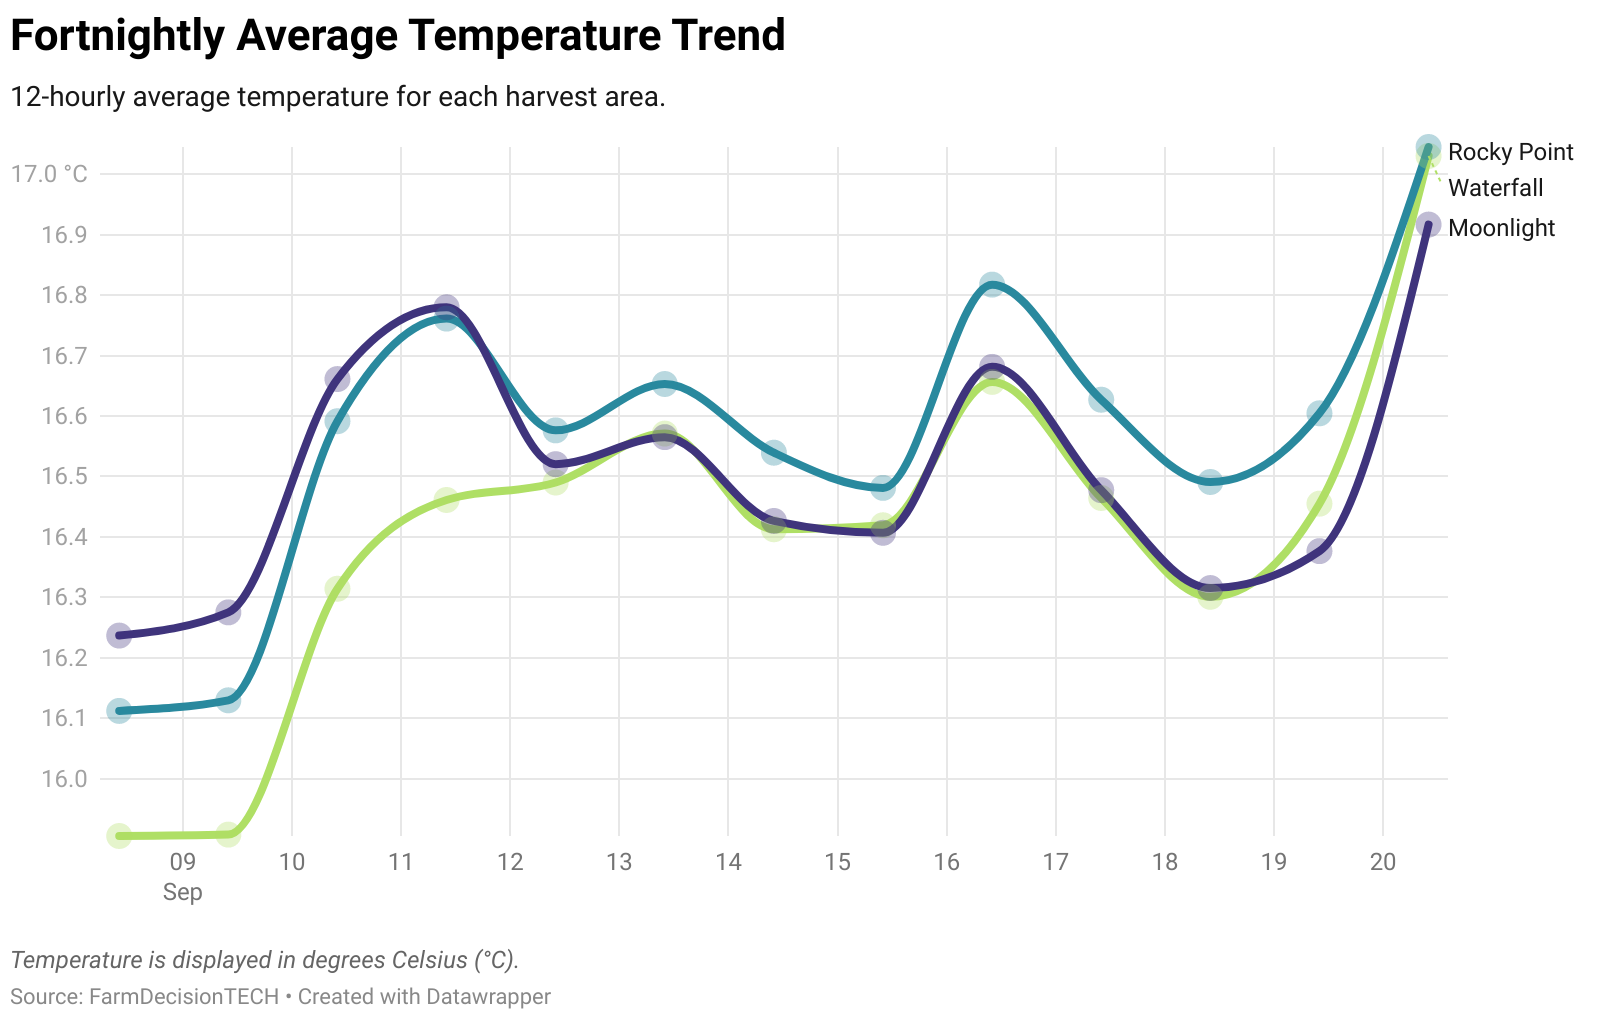 Fortnightly Average Temperature Trend
12-hourly average temperature for each harvest area.
17.0 °C
16.9
16.8
16.7
16.6
16.5
16.4
16.3
16.2
16.1
16.0
Rocky Point
Waterfall
Moonlight
09 10 11 12 13 14 15 16 17 18 19 20
Sep
Temperature is displayed in degrees Celsius (°C).
Source: FarmDecisionTECH • Created with Datawrapper